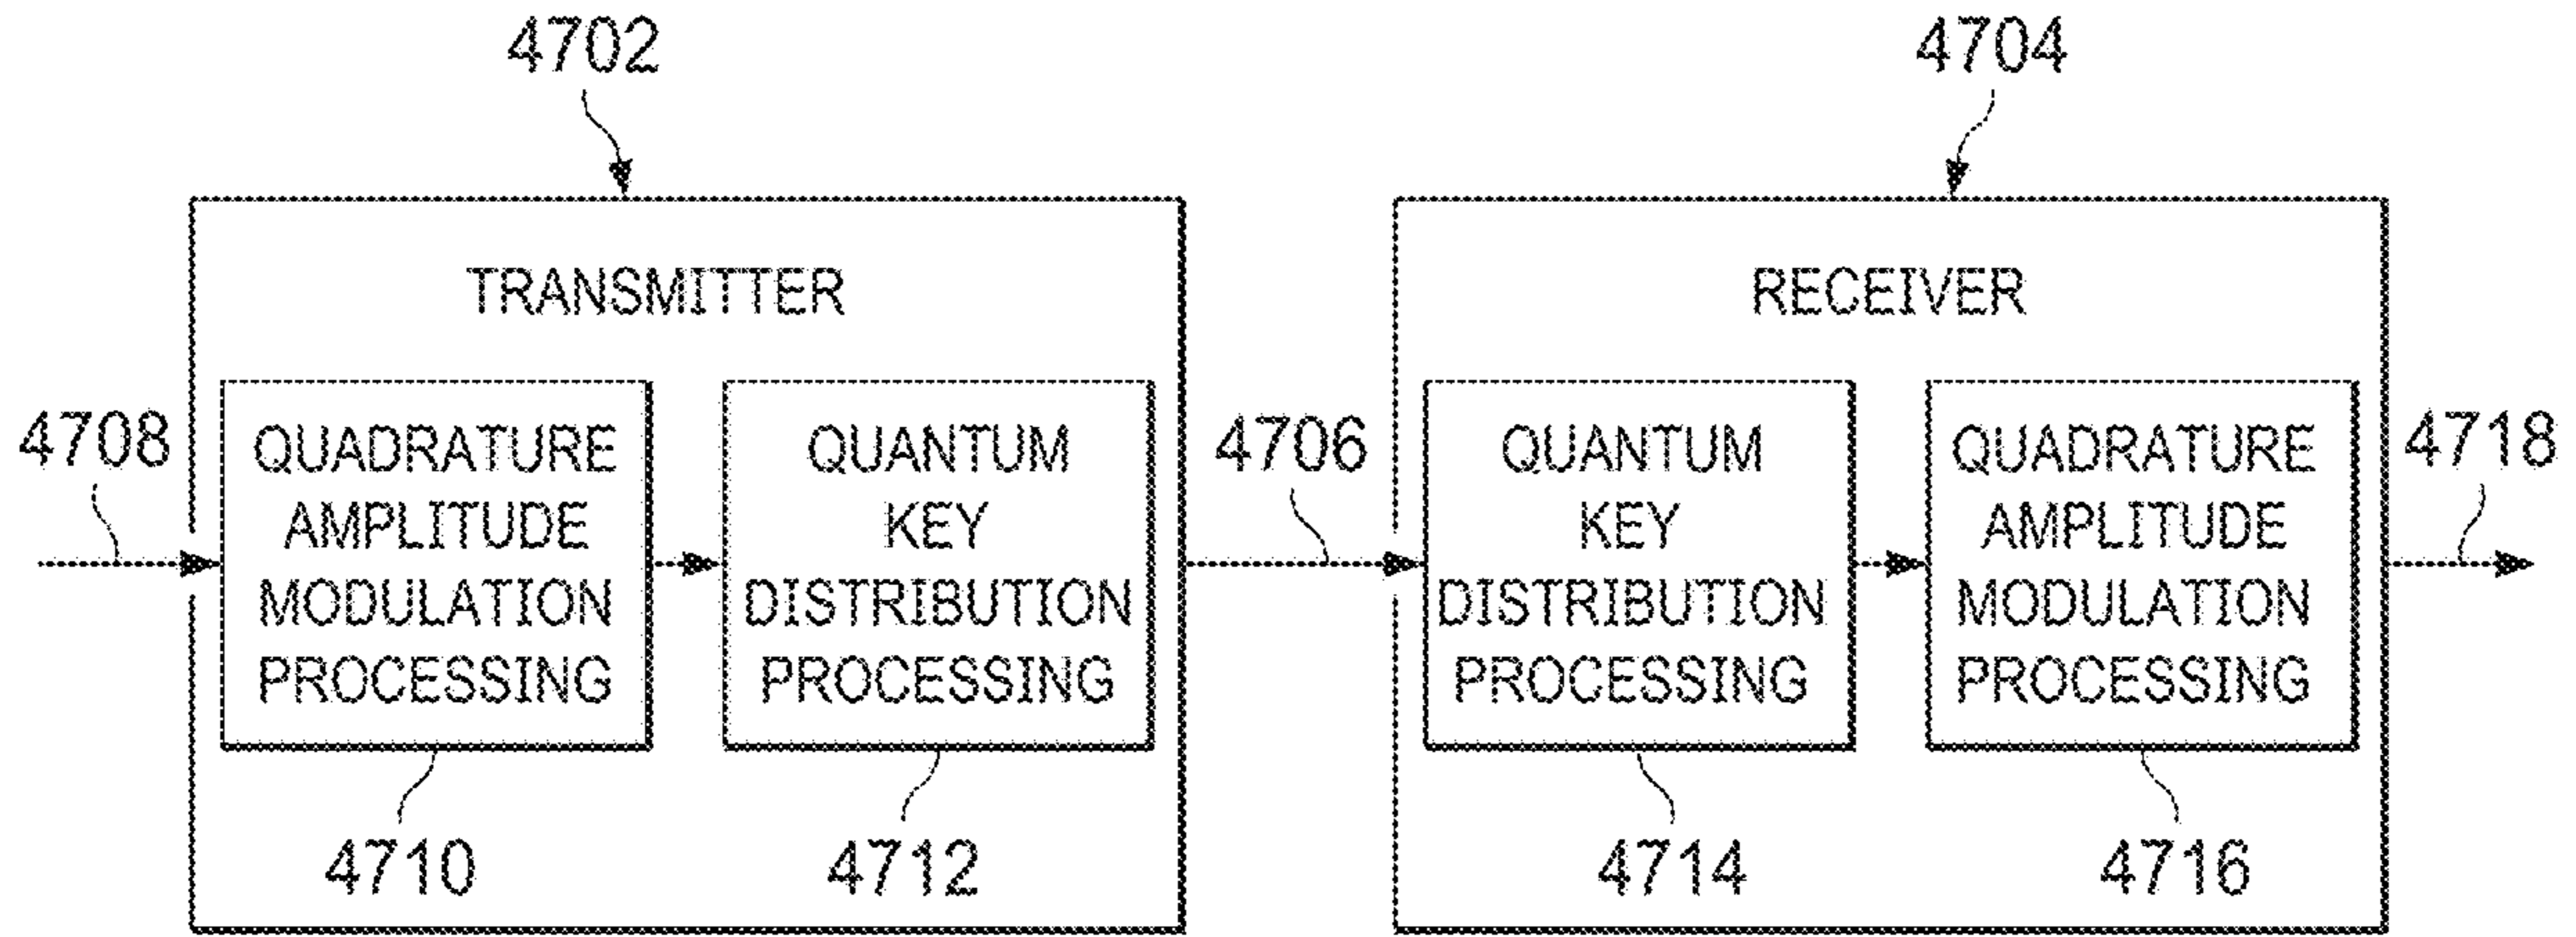 4702
4704
TRANSMITTER
RECEIVER
4708
QUADRATURE
AMPLITUDE
MODULATION
PROCESSING
QUANTUM
KEY
DISTRIBUTION
PROCESSING
4706
QUANTUM
KEY
DISTRIBUTION
PROCESSING
QUADRATURE
AMPLITUDE
MODULATION
PROCESSING
4718
4710
4712
4714
4716